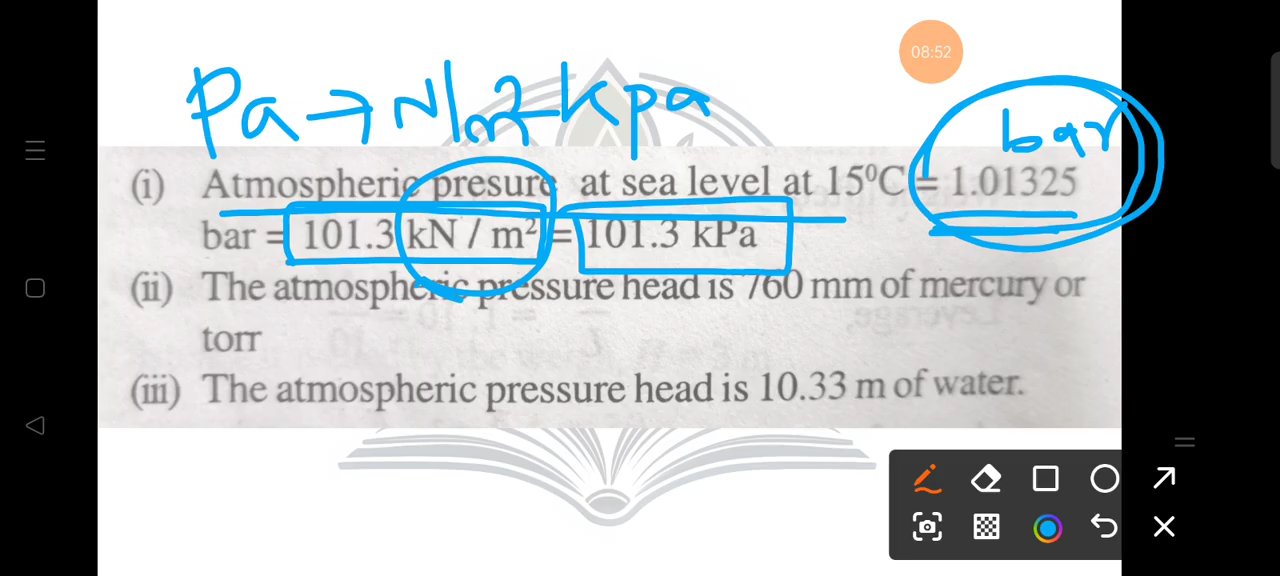 08:52
Pa → N/m² - kpa
bar
(i) Atmospheric presure at sea level at 15⁰C = 1.01325
bar = 101.3 kN / m² = 101.3 kPa
(ii) The atmospheric pressure head is 760 mm of mercury or
torr
(iii) The atmospheric pressure head is 10.33 m of water.